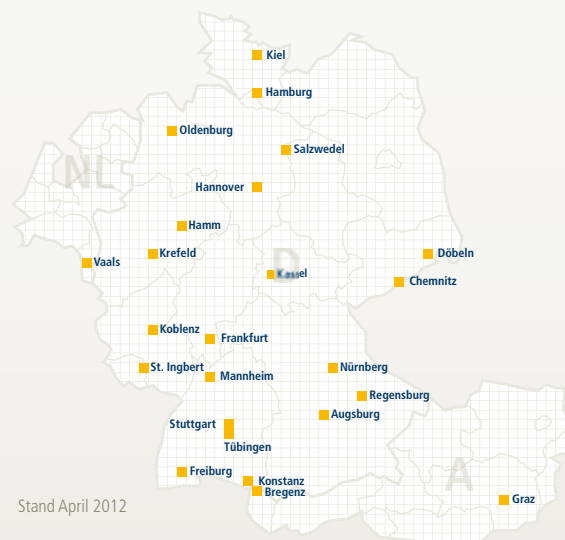 Kiel
Hamburg
Oldenburg
Salzwedel
NL
Hannover
Hamm
Krefeld
Döbeln
Vaals
D
Kassel
Chemnitz
Koblenz
Frankfurt
St. Ingbert
Nürnberg
Mannheim
Regensburg
Augsburg
Stuttgart
Tübingen
Freiburg
A
Konstanz
Bregenz
Graz
Stand April 2012